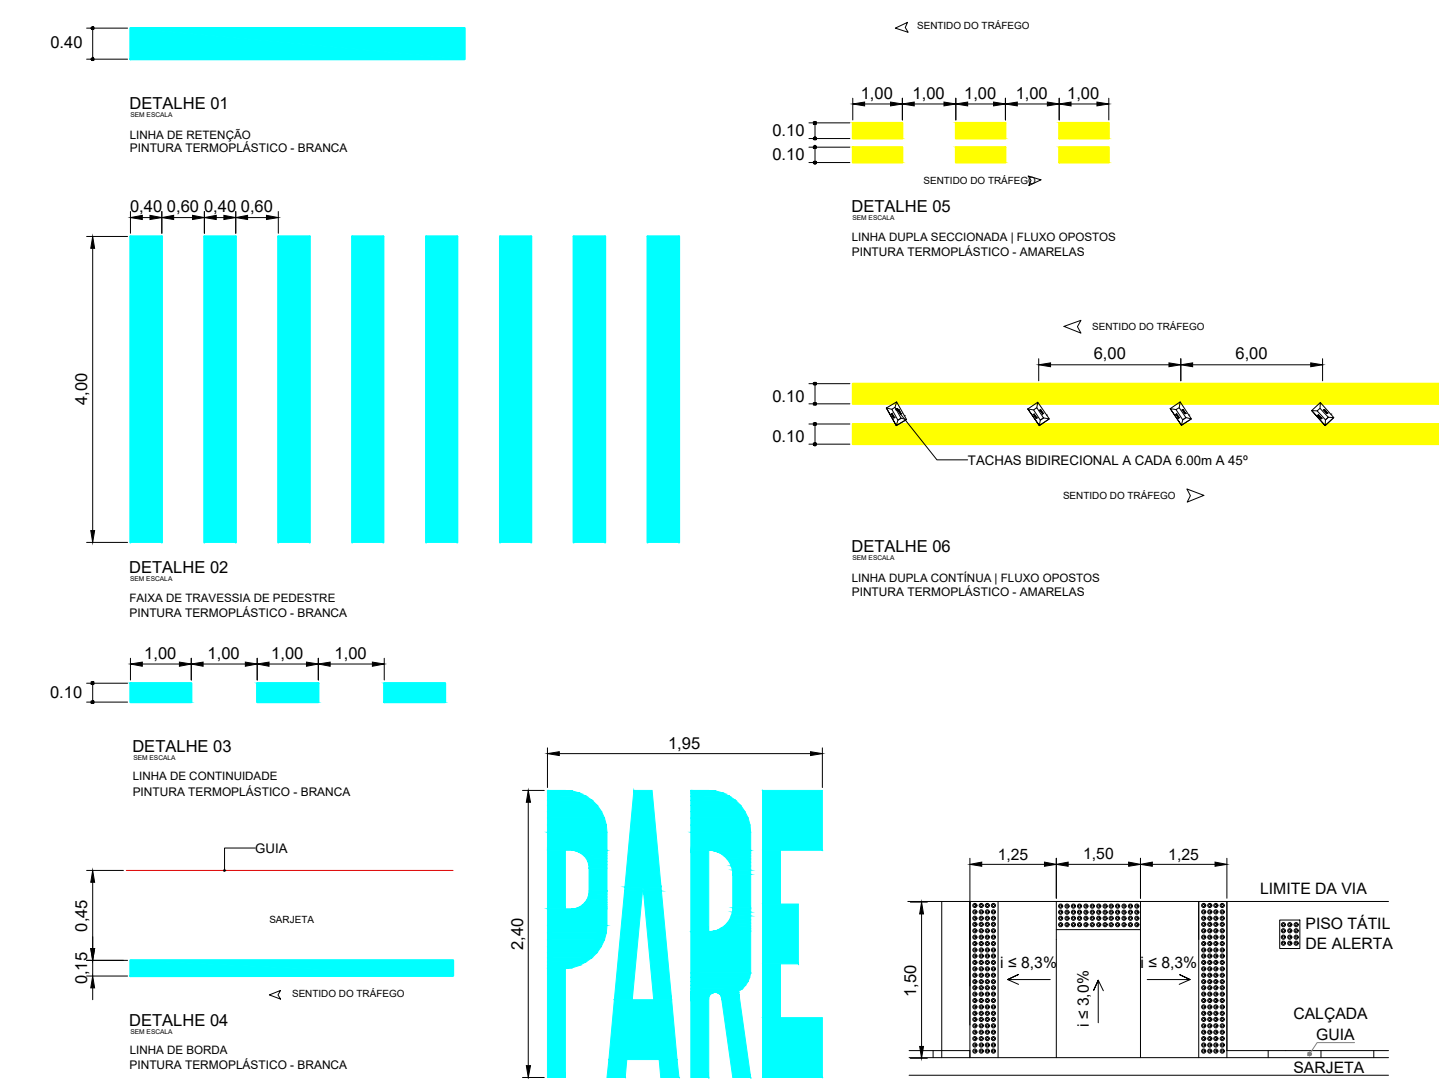 0.40
DETALHE 01
SEM ESCALA
LINHA DE RETENÇÃO
PINTURA TERMOPLÁSTICO - BRANCA
0,40 0,60 0,40 0,60
4,00
DETALHE 02
SEM ESCALA
FAIXA DE TRAVESSIA DE PEDESTRE
PINTURA TERMOPLÁSTICO - BRANCA
1,00 1,00 1,00 1,00
0.10
DETALHE 03
SEM ESCALA
LINHA DE CONTINUIDADE
PINTURA TERMOPLÁSTICO - BRANCA
GUIA
0,45
SARJETA
0,15
SENTIDO DO TRÁFEGO
DETALHE 04
SEM ESCALA
LINHA DE BORDA
PINTURA TERMOPLÁSTICO - BRANCA
1,95
2,40
PARE
SENTIDO DO TRÁFEGO
1,00 1,00 1,00 1,00 1,00
0.10
0.10
SENTIDO DO TRÁFEGO
DETALHE 05
SEM ESCALA
LINHA DUPLA SECCIONADA | FLUXO OPOSTOS
PINTURA TERMOPLÁSTICO - AMARELAS
SENTIDO DO TRÁFEGO
6,00 6,00
0.10
0.10
TACHAS BIDIRECIONAL A CADA 6.00m A 45º
SENTIDO DO TRÁFEGO
DETALHE 06
SEM ESCALA
LINHA DUPLA CONTÍNUA | FLUXO OPOSTOS
PINTURA TERMOPLÁSTICO - AMARELAS
1,25 1,50 1,25
LIMITE DA VIA
PISO TÁTIL
DE ALERTA
i ≤ 8,3% i ≤ 8,3%
i ≤ 3,0%
1,50
CALÇADA
GUIA
SARJETA